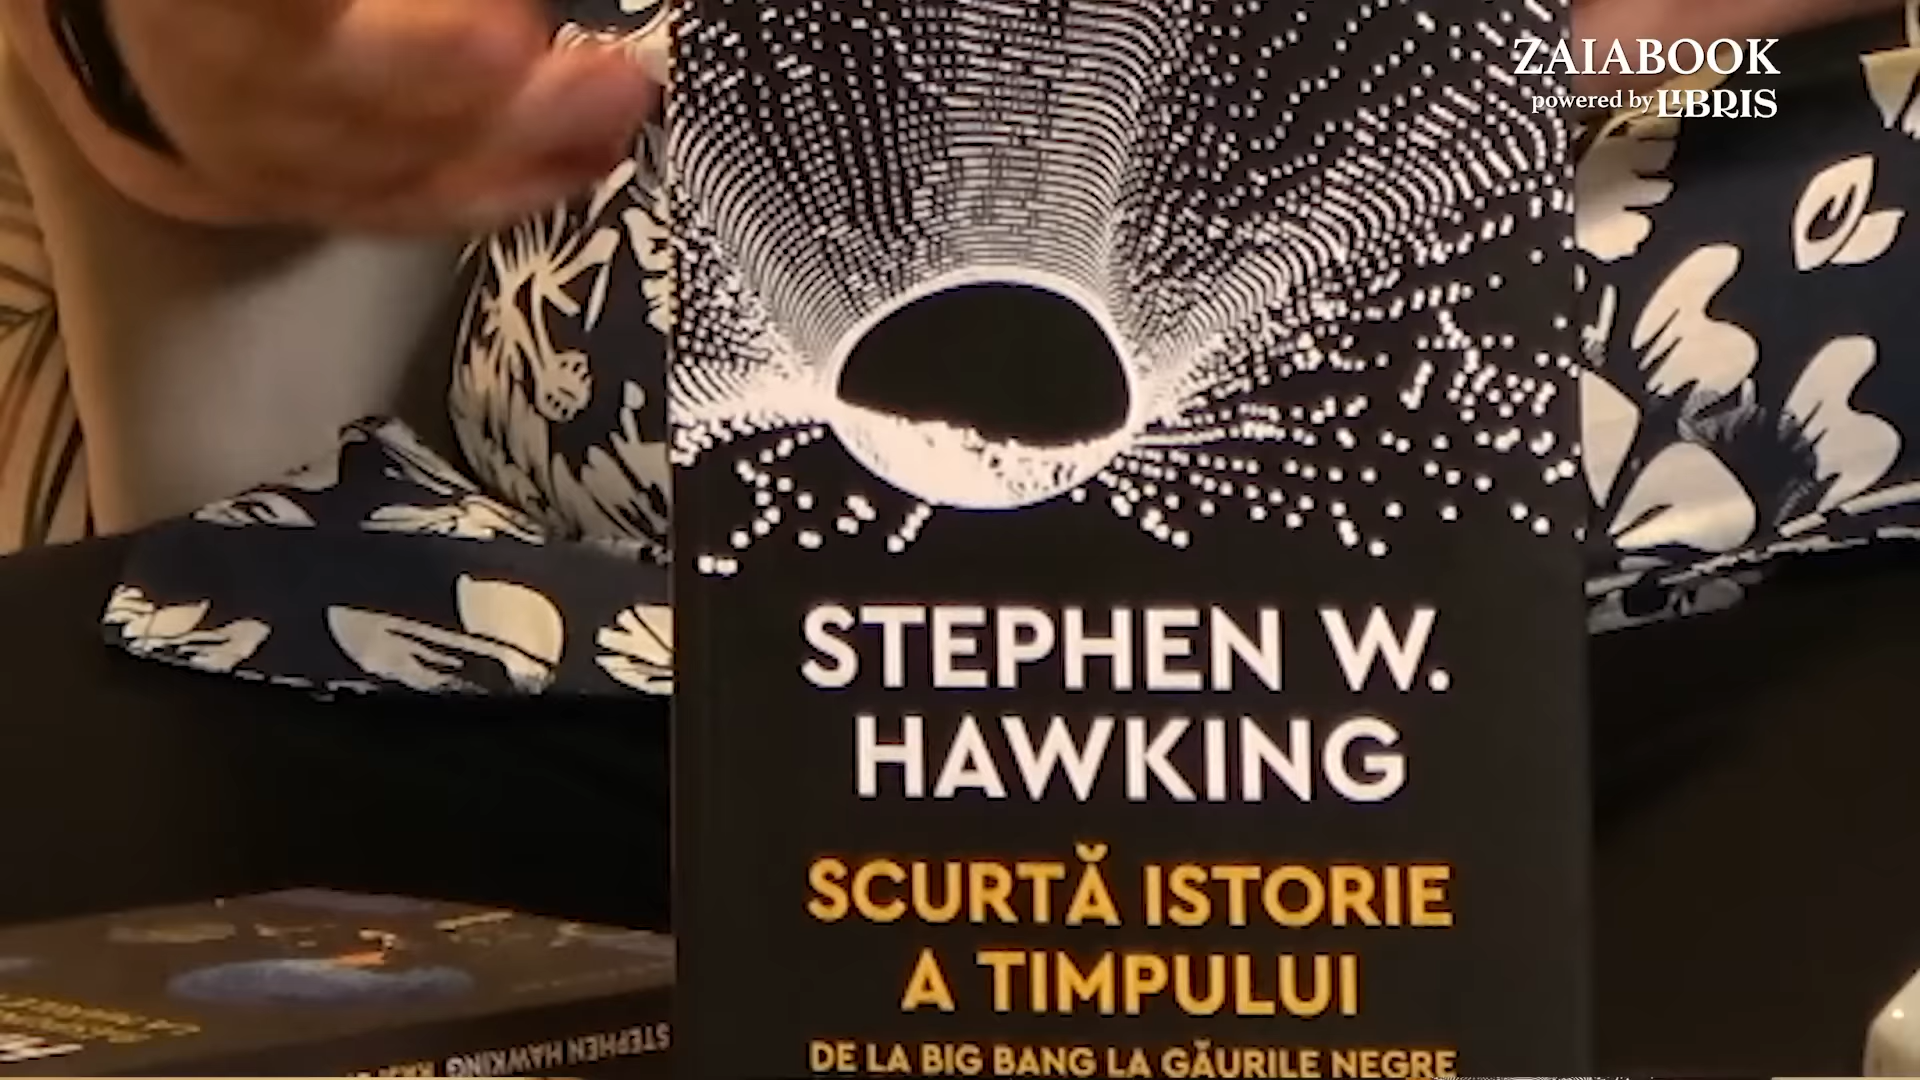 ZAIABOOK
powered by LIBRIS
STEPHEN W.
HAWKING
SCURTĂ ISTORIE
A TIMPULUI
DE LA BIG BANG LA GĂURILE NEGRE
STEPHEN HAWKING